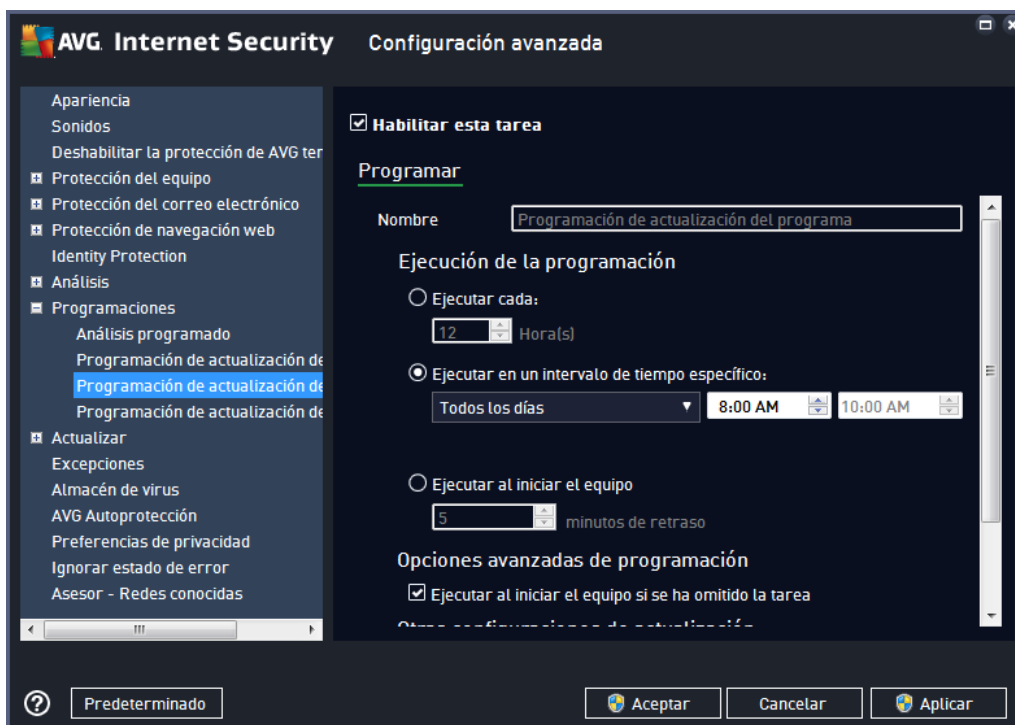 AVG. Internet Security
Configuración avanzada
Apariencia
Sonidos
Deshabilitar la protección de AVG ter
Protección del equipo
Protección del correo electrónico
Protección de navegación web
Identity Protection
Análisis
Programaciones
Análisis programado
Programación de actualización de
Programación de actualización de
Programación de actualización de
Actualizar
Excepciones
Almacén de virus
AVG Autoprotección
Preferencias de privacidad
Ignorar estado de error
Asesor - Redes conocidas
Habilitar esta tarea
Programar
Nombre Programación de actualización del programa
Ejecución de la programación
Ejecutar cada:
12 Hora(s)
Ejecutar en un intervalo de tiempo específico:
Todos los días 8:00 AM 10:00 AM
Ejecutar al iniciar el equipo
5 minutos de retraso
Opciones avanzadas de programación
Ejecutar al iniciar el equipo si se ha omitido la tarea
Otras configuraciones de actualización
Predeterminado Aceptar Cancelar Aplicar